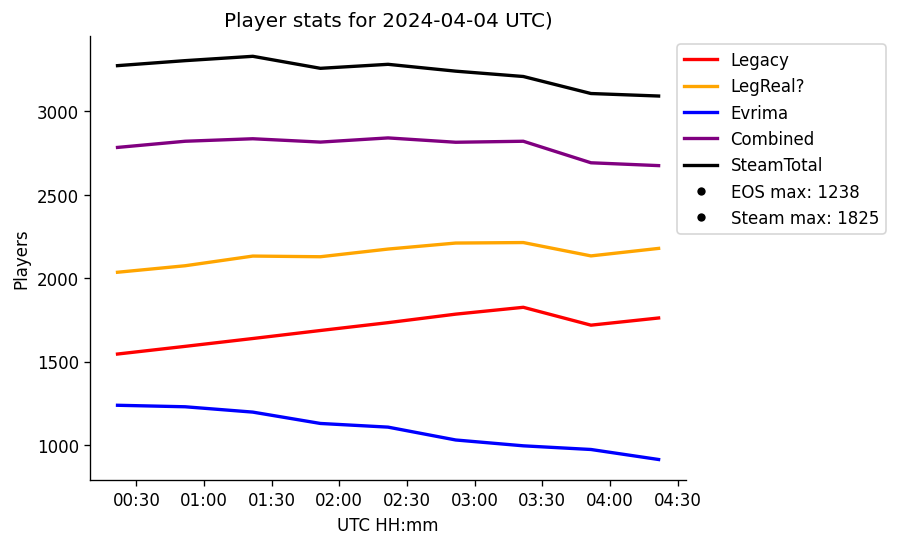 Player stats for 2024-04-04 UTC)
Legacy
LegReal?
Evrima
Combined
SteamTotal
EOS max: 1238
Steam max: 1825
Players
3000
2500
2000
1500
1000
00:30 01:00 01:30 02:00 02:30 03:00 03:30 04:00 04:30
UTC HH:mm